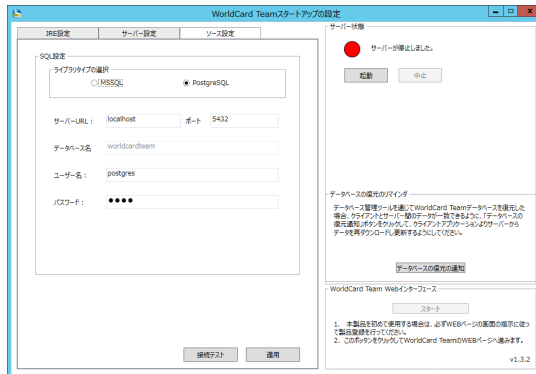 WorldCard Teamスタートアップの設定
JRE設定
サーバー設定
ソース設定
SQL設定
ライブラリタイプの選択
MSSQL
PostgreSQL
サーバーURL：
localhost
ポート
5432
データベース名
worldcardteam
ユーザー名：
postgres
パスワード：
接続テスト
適用
サーバー状態
サーバーが停止しました。
起動
中止
データベースの復元のリマインダ
データベース管理ツールを通じてWorldCard Teamデータベースを復元した
場合、クライアントとサーバー間のデータが一致できるように、「データベースの
復元通知」ボタンをクリックして、クライアントアプリケーションよりサーバーから
データを再ダウンロードし更新するようにしてください。
データベースの復元の通知
WorldCard Team Webインターフェース
スタート
1. 本製品を初めて使用する場合は、必ずWEBページの画面の指示に従っ
て製品登録を行ってください。
2. このボタンをクリックしてWorldCard TeamのWEBページへ進みます。
v1.3.2